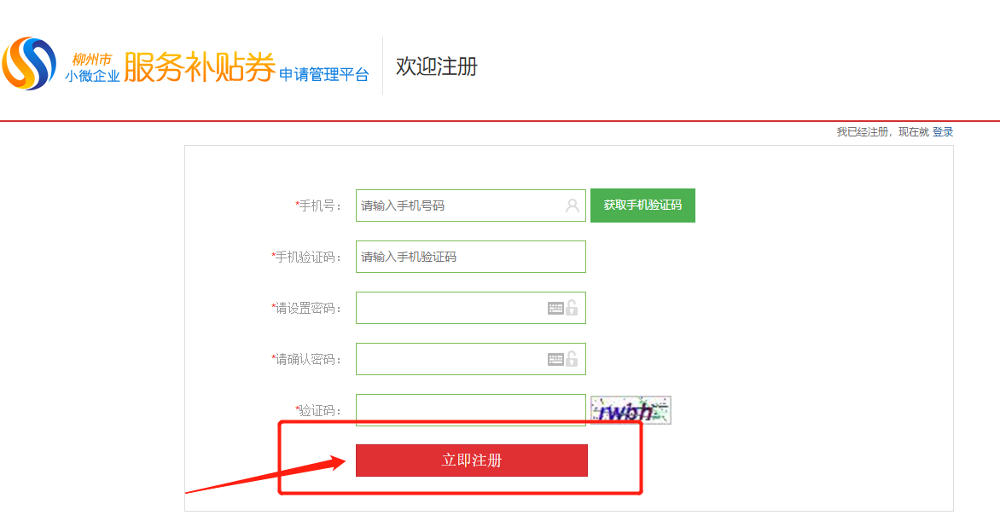 柳州市
小微企业 服务补贴券 申请管理平台 欢迎注册
我已经注册，现在就 登录
*手机号： 请输入手机号码 获取手机验证码
*手机验证码： 请输入手机验证码
*请设置密码：
*请确认密码：
*验证码： rwbh
立即注册